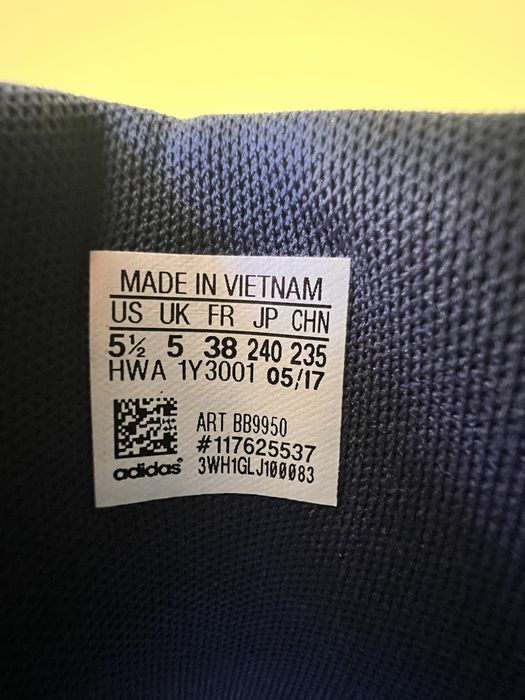 MADE IN VIETNAM
US UK FR JP CHN
5½ 5 38 240 235
HWA 1Y3001 05/17
ART BB9950
#117625537
3WH1GLJ100083
adidas